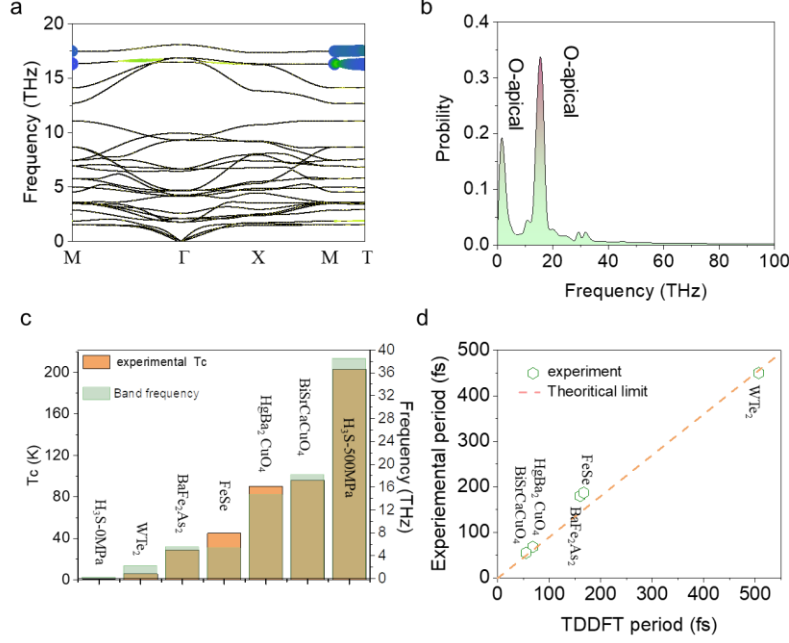 a
20
15
10
5
0
Frequency (THz)
M Γ X M T
b
0.4
0.3
0.2
0.1
0.0
Probility
O-apical
O-apical
0 20 40 60 80 100
Frequency (THz)
c
200
160
120
80
40
0
Tc (K)
experimental Tc
Band frequency
H₃S-0MPa
WTe₂
BaFe₂As₂
FeSe
HgBa₂ CuO₄
BiSrCaCuO₄
H₃S-500MPa
40
36
32
28
24
20
16
12
8
4
0
Frequency (THz)
d
500
400
300
200
100
0
Experiemental period (fs)
experiment
Theoritical limit
BiSrCaCuO₄
HgBa₂ CuO₄
BaFe₂As₂
FeSe
WTe₂
0 100 200 300 400 500
TDDFT period (fs)